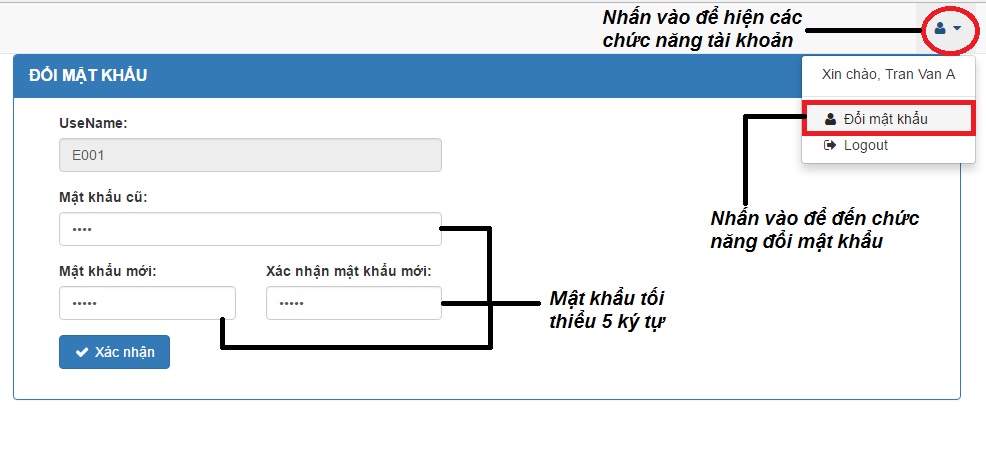 Nhấn vào để hiện các
chức năng tài khoản
ĐỔI MẬT KHẨU
Xin chào, Tran Van A
UseName:
E001
Đổi mật khẩu
Logout
Mật khẩu cũ:
••••
Nhấn vào để đến chức
năng đổi mật khẩu
Mật khẩu mới:
Xác nhận mật khẩu mới:
•••••
•••••
Mật khẩu tối
thiểu 5 ký tự
Xác nhận